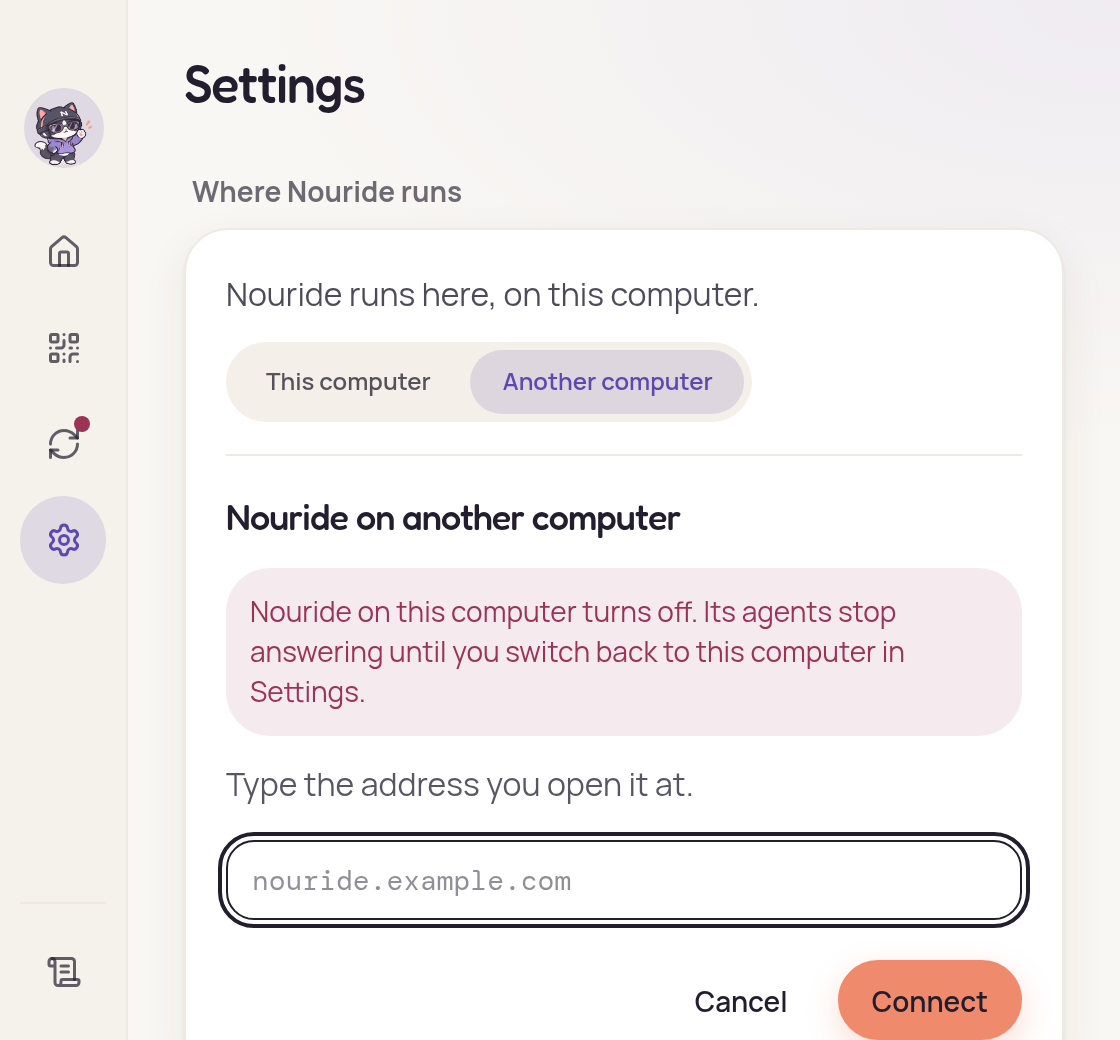 Settings
Where Nouride runs
Nouride runs here, on this computer.
This computer
Another computer
Nouride on another computer
Nouride on this computer turns off. Its agents stop
answering until you switch back to this computer in
Settings.
Type the address you open it at.
nouride.example.com
Cancel
Connect